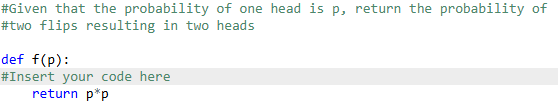 #Given that the probability of one head is p, return the probability of
#two flips resulting in two heads
def f(p):
#Insert your code here
    return p*p